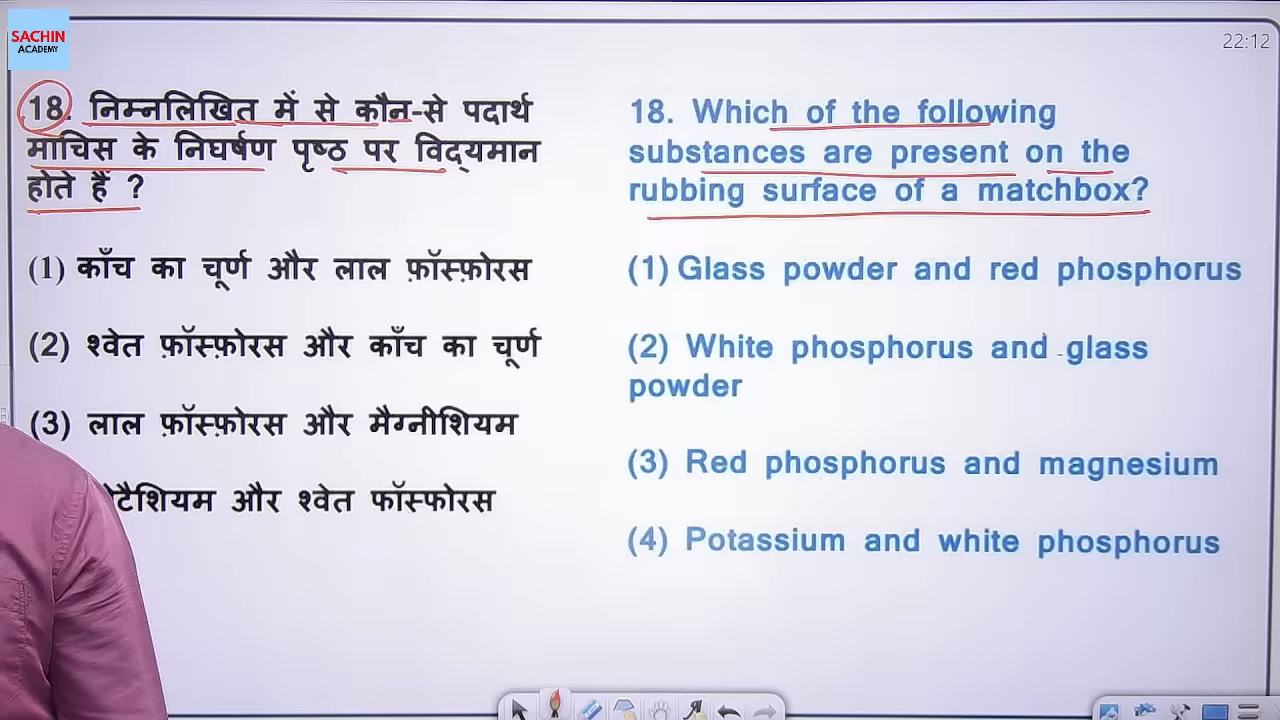 SACHIN
ACADEMY
22:12
18. निम्नलिखित में से कौन-से पदार्थ
माचिस के निघर्षण पृष्ठ पर विद्यमान
होते हैं ?
(1) काँच का चूर्ण और लाल फ़ॉस्फ़ोरस
(2) श्वेत फ़ॉस्फ़ोरस और काँच का चूर्ण
(3) लाल फ़ॉस्फ़ोरस और मैग्नीशियम
और श्वेत फॉस्फोरस
18. Which of the following
substances are present on the
rubbing surface of a matchbox?
(1) Glass powder and red phosphorus
(2) White phosphorus and glass
powder
(3) Red phosphorus and magnesium
(4) Potassium and white phosphorus